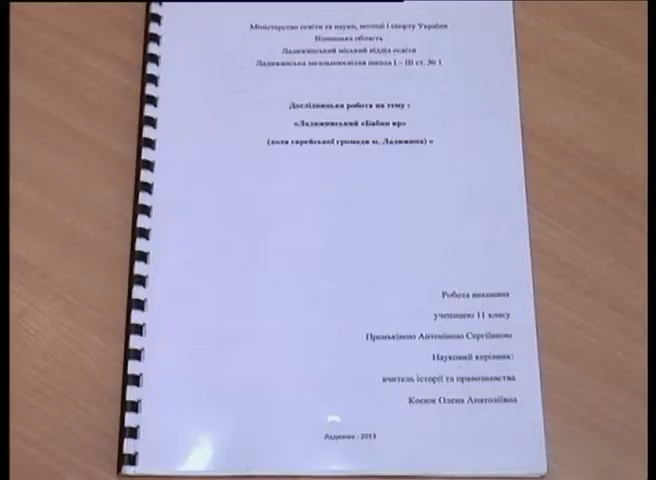 Міністерство освіти та науки, молоді і спорту України
Вінницька область
Ладижинський міський відділ освіти
Ладижинська загальноосвітня школа І – ІІІ ст. № 1
Дослідницька робота на тему :
«Ладижинський «Бабин яр»
(доля єврейської громади м. Ладижина) »
Робота виконана
ученицею 11 класу
Антоніною Сергіївною
Науковий керівник:
вчитель історії та правознавства
Косюк Олена Анатоліївна
Ладижин - 2013